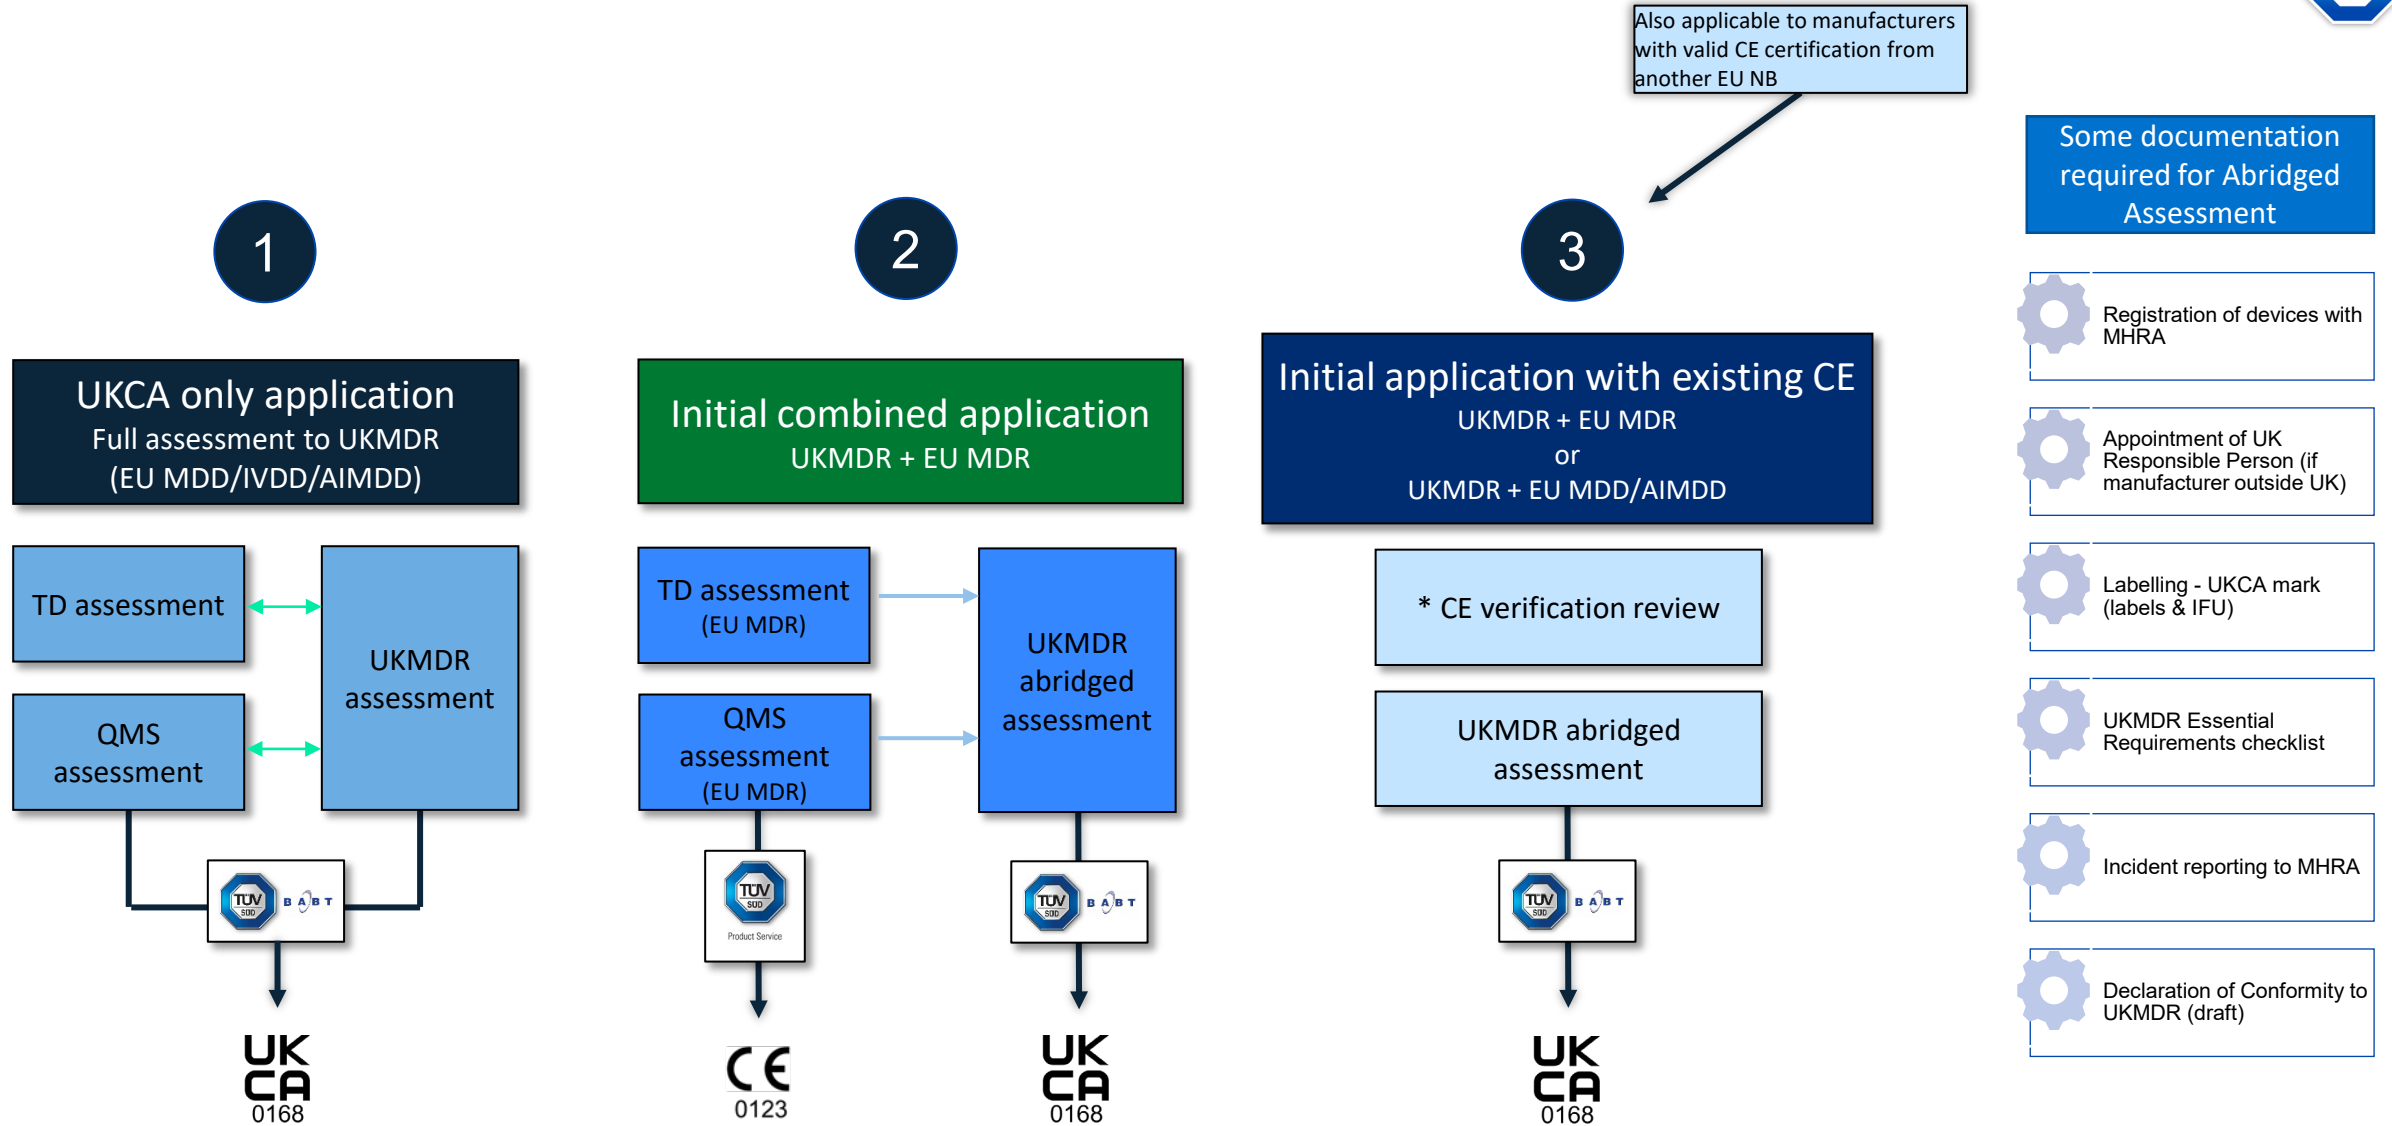 Also applicable to manufacturers
with valid CE certification from
another EU NB
1
UKCA only application
Full assessment to UKMDR
(EU MDD/IVDD/AIMDD)
TD assessment
QMS
assessment
UKMDR
assessment
TÜV
SÜD
BABT
UK
CA
0168
2
Initial combined application
UKMDR + EU MDR
TD assessment
(EU MDR)
QMS
assessment
(EU MDR)
UKMDR
abridged
assessment
TÜV
SÜD
Product Service
CE
0123
TÜV
SÜD
BABT
UK
CA
0168
3
Initial application with existing CE
UKMDR + EU MDR
or
UKMDR + EU MDD/AIMDD
* CE verification review
UKMDR abridged
assessment
TÜV
SÜD
BABT
UK
CA
0168
Some documentation
required for Abridged
Assessment
Registration of devices with
MHRA
Appointment of UK
Responsible Person (if
manufacturer outside UK)
Labelling - UKCA mark
(labels & IFU)
UKMDR Essential
Requirements checklist
Incident reporting to MHRA
Declaration of Conformity to
UKMDR (draft)